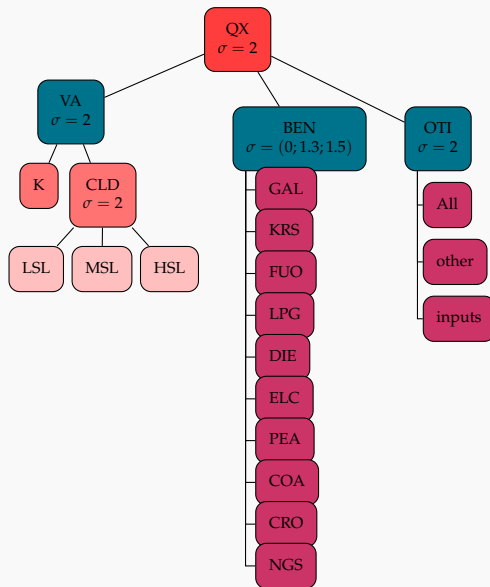 QX
σ = 2
VA
σ = 2
BEN
σ = (0; 1.3; 1.5)
OTI
σ = 2
K
CLD
σ = 2
LSL
MSL
HSL
GAL
KRS
FUO
LPG
DIE
ELC
PEA
COA
CRO
NGS
All
other
inputs